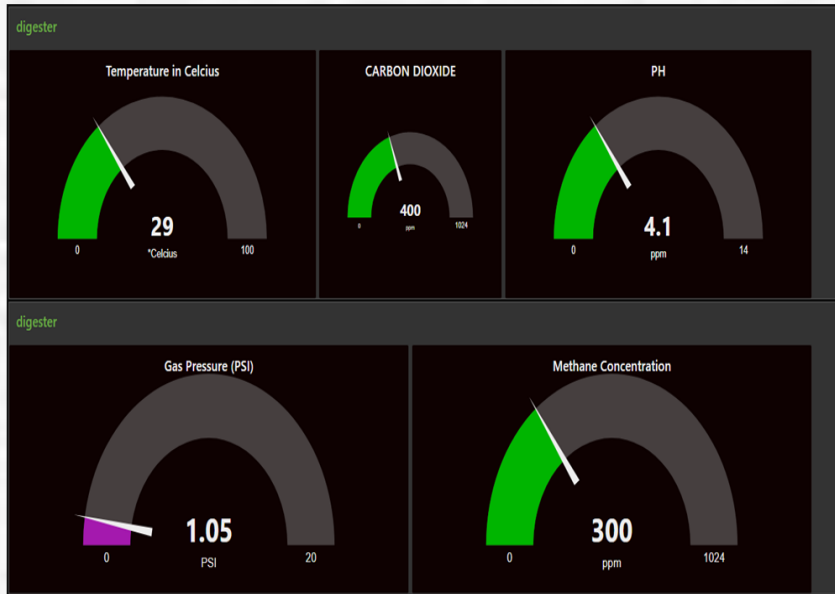 digester
Temperature in Celcius
29
*Celcius
0
100
CARBON DIOXIDE
400
ppm
0
1024
PH
4.1
ppm
0
14
digester
Gas Pressure (PSI)
1.05
PSI
0
20
Methane Concentration
300
ppm
0
1024